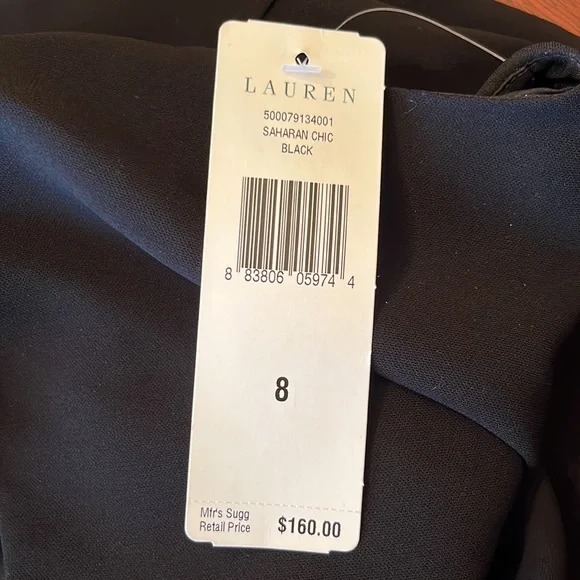 LAUREN
500079134001
SAHARAN CHIC
BLACK
8 83806 05974 4
8
Mfr's Sugg
Retail Price $160.00